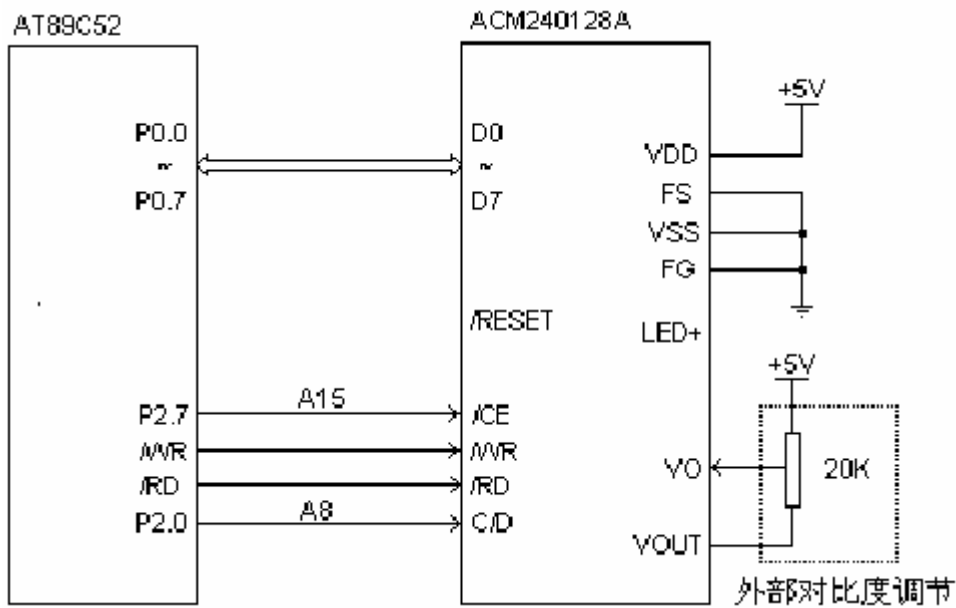 AT89C52
ACM240128A
P0.0
~
P0.7
P2.7
/WR
/RD
P2.0
A15
A8
D0
~
D7
/RESET
/CE
/WR
/RD
C/D
VDD
FS
VSS
FG
LED+
VO
VOUT
+5V
+5V
20K
外部对比度调节